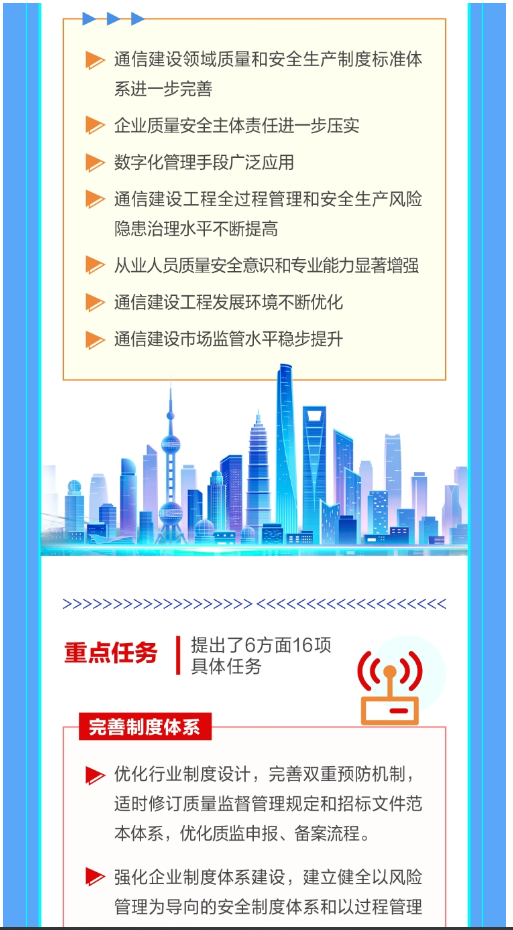 通信建设领域质量和安全生产制度标准体
系进一步完善
企业质量安全主体责任进一步压实
数字化管理手段广泛应用
通信建设工程全过程管理和安全生产风险
隐患治理水平不断提高
从业人员质量安全意识和专业能力显著增强
通信建设工程发展环境不断优化
通信建设市场监管水平稳步提升
重点任务
提出了6方面16项
具体任务
完善制度体系
优化行业制度设计，完善双重预防机制，
适时修订质量监督管理规定和招标文件范
本体系，优化质监申报、备案流程。
强化企业制度体系建设，建立健全以风险
管理为导向的安全制度体系和以过程管理